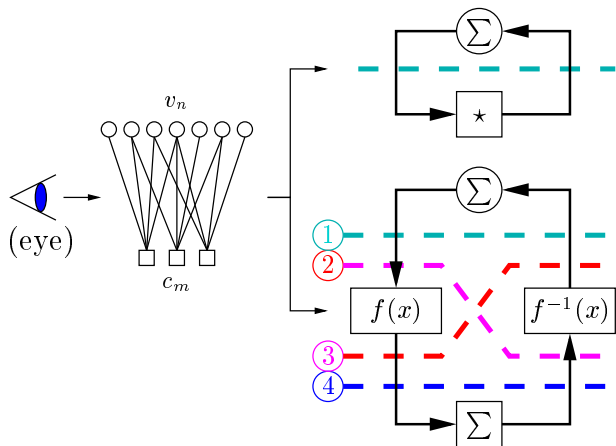 ∑
v_n
⋆
∑
1
(eye)
2
c_m
f(x)
f^{-1}(x)
3
4
∑